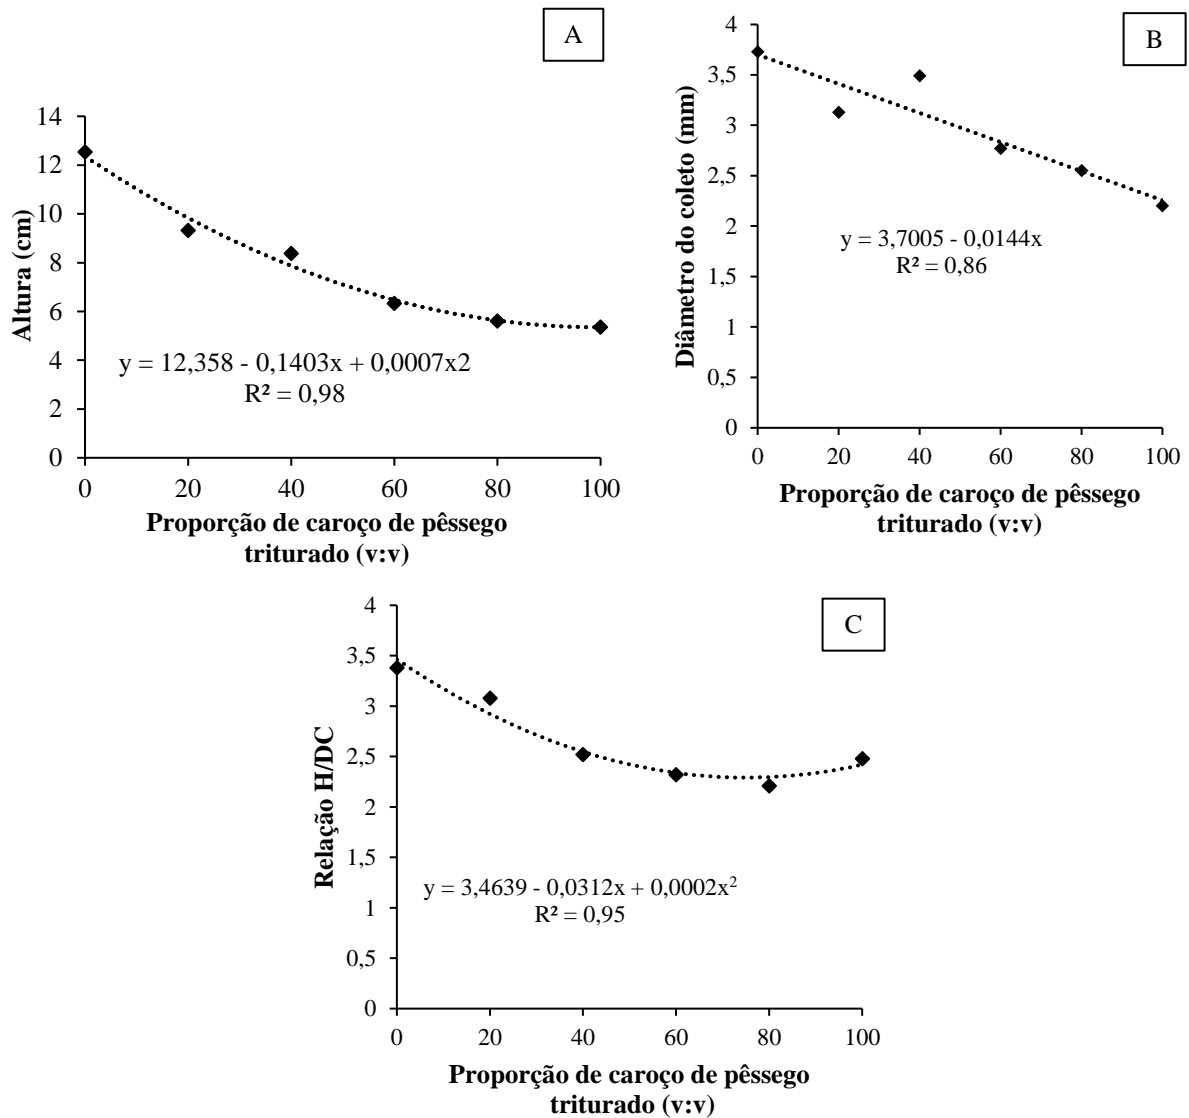 A
14
12
10
8
6
4
2
0
Altura (cm)
y = 12,358 - 0,1403x + 0,0007x2
R² = 0,98
0 20 40 60 80 100
Proporção de caroço de pêssego
triturado (v:v)
B
4
3,5
3
2,5
2
1,5
1
0,5
0
Diâmetro do coleto (mm)
y = 3,7005 - 0,0144x
R² = 0,86
0 20 40 60 80 100
Proporção de caroço de pêssego
triturado (v:v)
C
4
3,5
3
2,5
2
1,5
1
0,5
0
Relação H/DC
y = 3,4639 - 0,0312x + 0,0002x²
R² = 0,95
0 20 40 60 80 100
Proporção de caroço de pêssego
triturado (v:v)